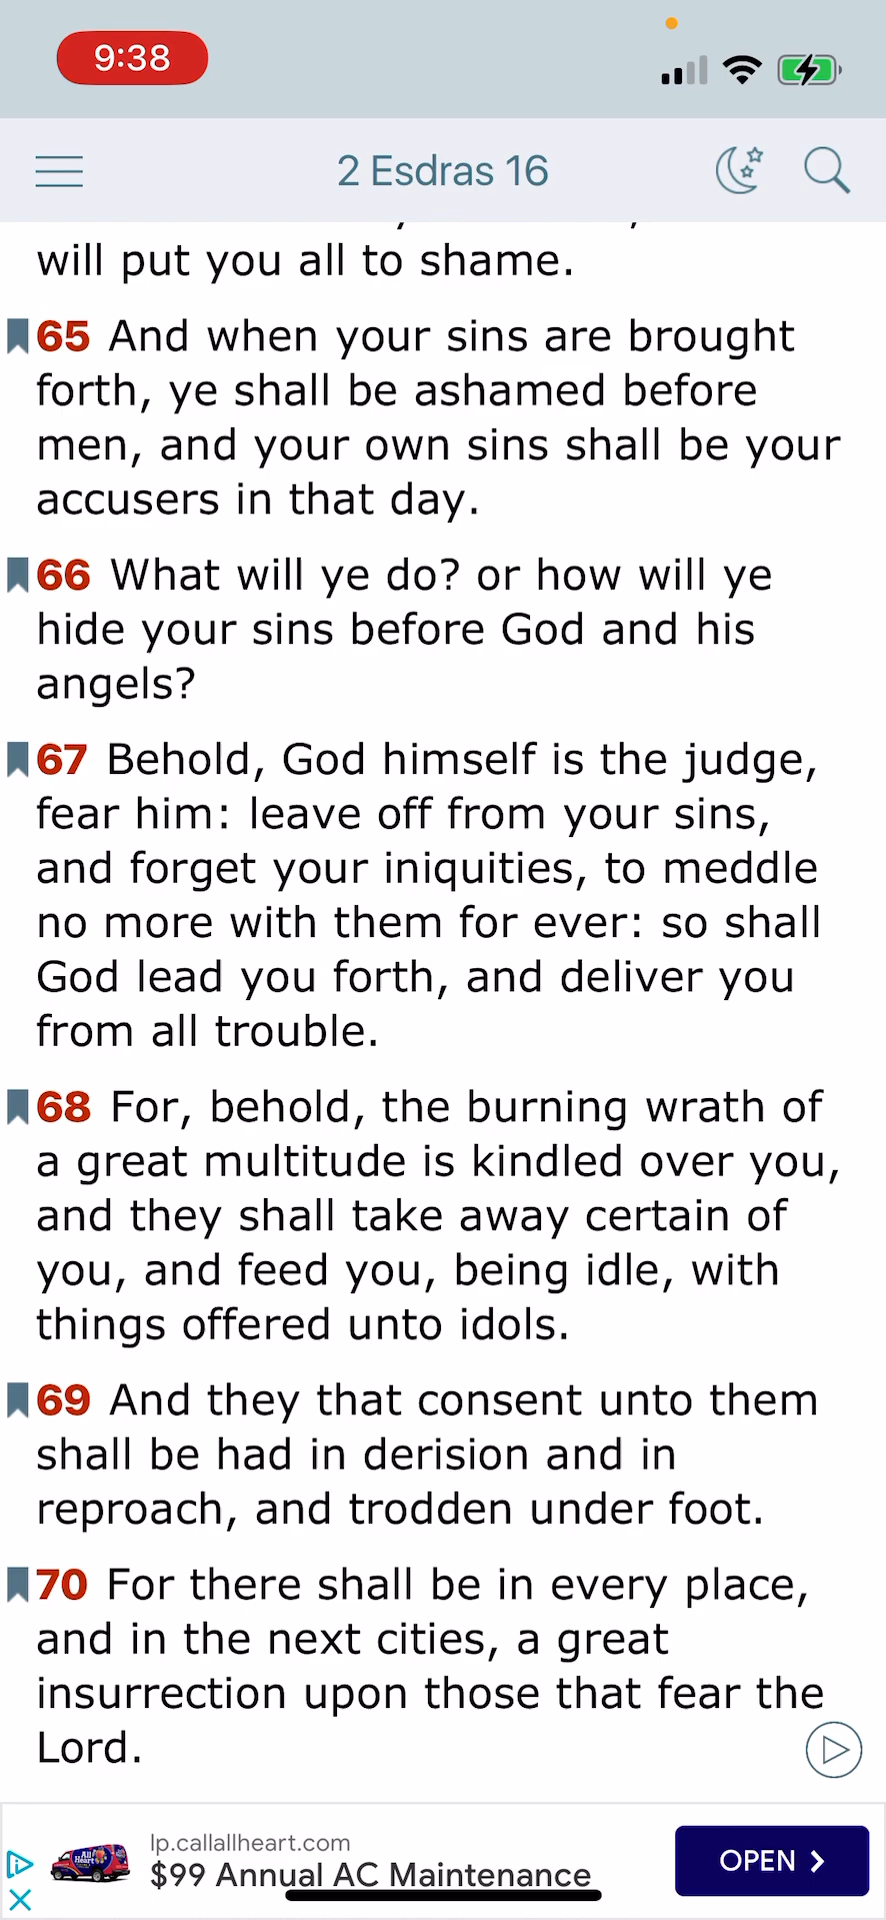 9:38
2 Esdras 16
will put you all to shame.
65 And when your sins are brought
forth, ye shall be ashamed before
men, and your own sins shall be your
accusers in that day.
66 What will ye do? or how will ye
hide your sins before God and his
angels?
67 Behold, God himself is the judge,
fear him: leave off from your sins,
and forget your iniquities, to meddle
no more with them for ever: so shall
God lead you forth, and deliver you
from all trouble.
68 For, behold, the burning wrath of
a great multitude is kindled over you,
and they shall take away certain of
you, and feed you, being idle, with
things offered unto idols.
69 And they that consent unto them
shall be had in derision and in
reproach, and trodden under foot.
70 For there shall be in every place,
and in the next cities, a great
insurrection upon those that fear the
Lord.
All
Heart
lp.callallheart.com
$99 Annual AC Maintenance
OPEN